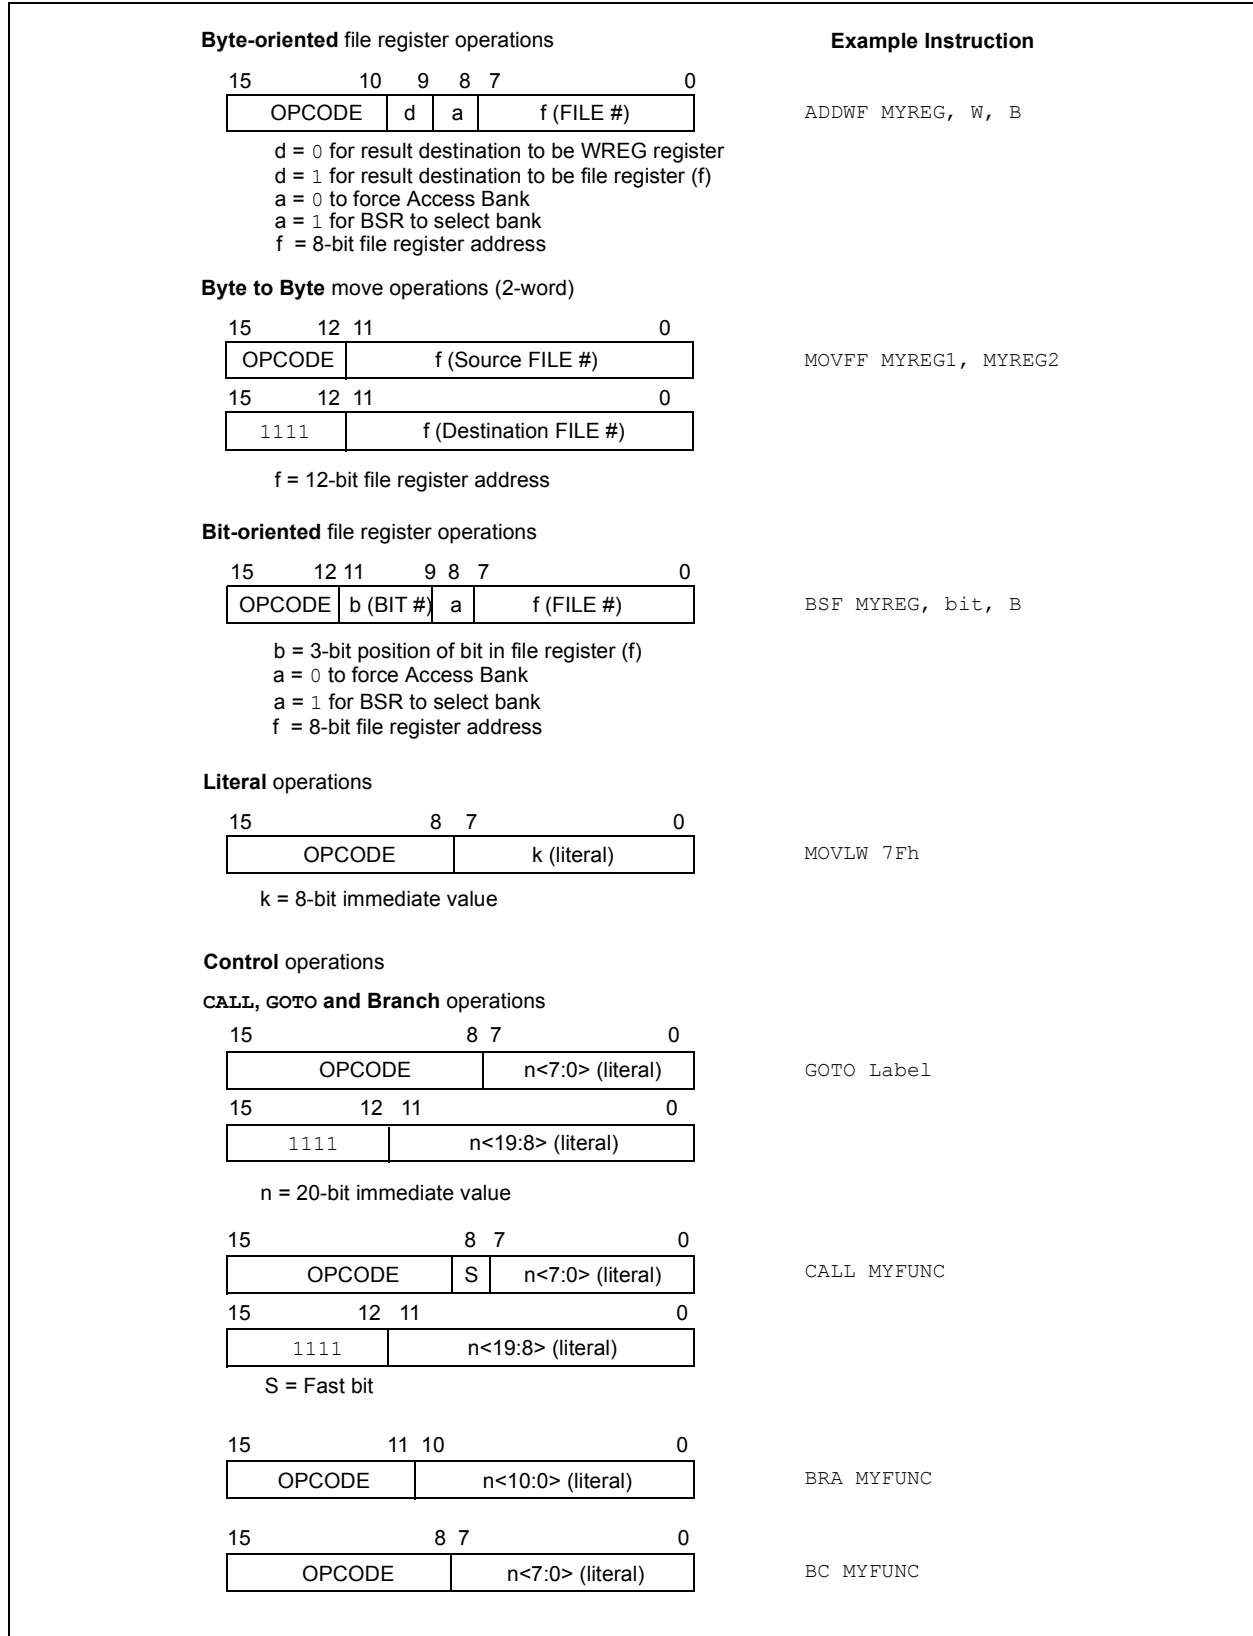 Byte-oriented file register operations Example Instruction
15 10 9 8 7 0
OPCODE d a f (FILE #) ADDWF MYREG, W, B
d = 0 for result destination to be WREG register
d = 1 for result destination to be file register (f)
a = 0 to force Access Bank
a = 1 for BSR to select bank
f = 8-bit file register address
Byte to Byte move operations (2-word)
15 12 11 0
OPCODE f (Source FILE #) MOVFF MYREG1, MYREG2
15 12 11 0
1111 f (Destination FILE #)
f = 12-bit file register address
Bit-oriented file register operations
15 12 11 9 8 7 0
OPCODE b (BIT #) a f (FILE #) BSF MYREG, bit, B
b = 3-bit position of bit in file register (f)
a = 0 to force Access Bank
a = 1 for BSR to select bank
f = 8-bit file register address
Literal operations
15 8 7 0
OPCODE k (literal) MOVLW 7Fh
k = 8-bit immediate value
Control operations
CALL, GOTO and Branch operations
15 8 7 0
OPCODE n<7:0> (literal) GOTO Label
15 12 11 0
1111 n<19:8> (literal)
n = 20-bit immediate value
15 8 7 0
OPCODE S n<7:0> (literal) CALL MYFUNC
15 12 11 0
1111 n<19:8> (literal)
S = Fast bit
15 11 10 0
OPCODE n<10:0> (literal) BRA MYFUNC
15 8 7 0
OPCODE n<7:0> (literal) BC MYFUNC